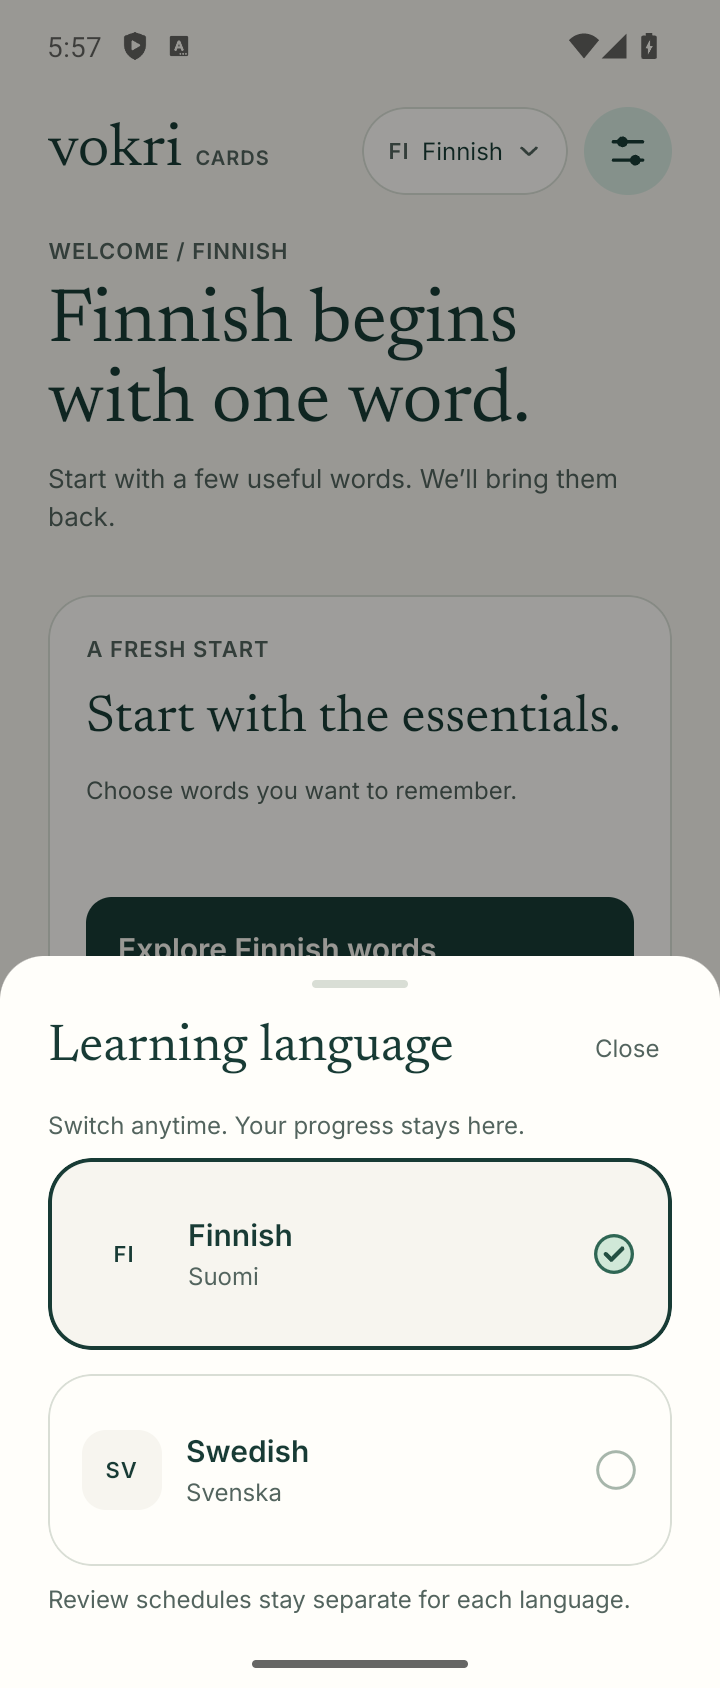 5:57
vokri CARDS
FI Finnish
WELCOME / FINNISH
Finnish begins
with one word.
Start with a few useful words. We’ll bring them
back.
A FRESH START
Start with the essentials.
Choose words you want to remember.
Explore Finnish words
Learning language
Close
Switch anytime. Your progress stays here.
FI
Finnish
Suomi
SV
Swedish
Svenska
Review schedules stay separate for each language.